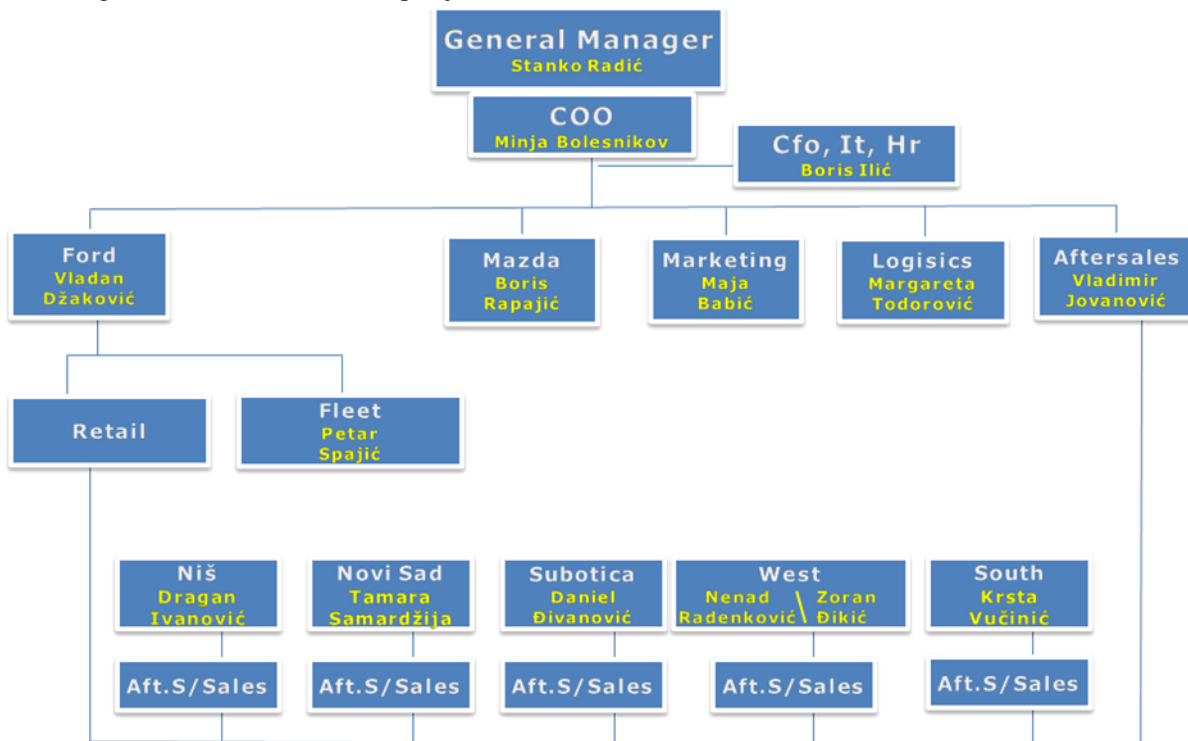 General Manager
Stanko Radić
COO
Minja Bolesnikov
Cfo, It, Hr
Boris Ilić
Ford
Vladan
Džaković
Mazda
Boris
Rapajić
Marketing
Maja
Babić
Logisics
Margareta
Todorović
Aftersales
Vladimir
Jovanović
Retail
Fleet
Petar
Spajić
Niš
Dragan
Ivanović
Novi Sad
Tamara
Samardžija
Subotica
Daniel
Đivanović
West
Nenad \ Zoran
Radenković \ Đikić
South
Krsta
Vučinić
Aft.S/Sales
Aft.S/Sales
Aft.S/Sales
Aft.S/Sales
Aft.S/Sales